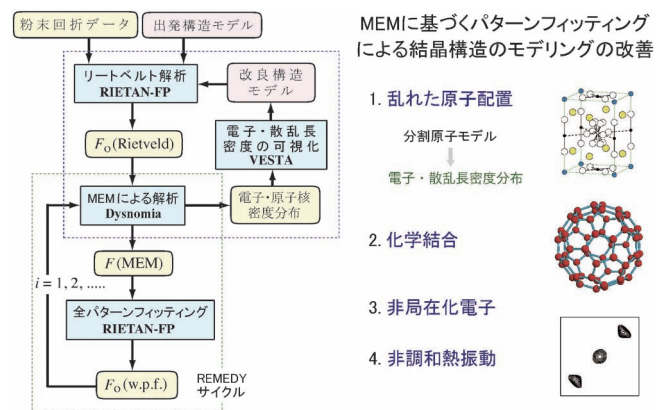 粉末回折データ
出発構造モデル
リートベルト解析
RIETAN-FP
改良構造
モデル
Fo(Rietveld)
電子・散乱長
密度の可視化
VESTA
MEMによる解析
Dysnomia
電子・原子核
密度分布
F(MEM)
i = 1, 2, .....
全パターンフィッティング
RIETAN-FP
Fo(w.p.f.)
REMEDY
サイクル
MEMに基づくパターンフィッティング
による結晶構造のモデリングの改善
1. 乱れた原子配置
分割原子モデル
電子・散乱長密度分布
2. 化学結合
3. 非局在化電子
4. 非調和熱振動